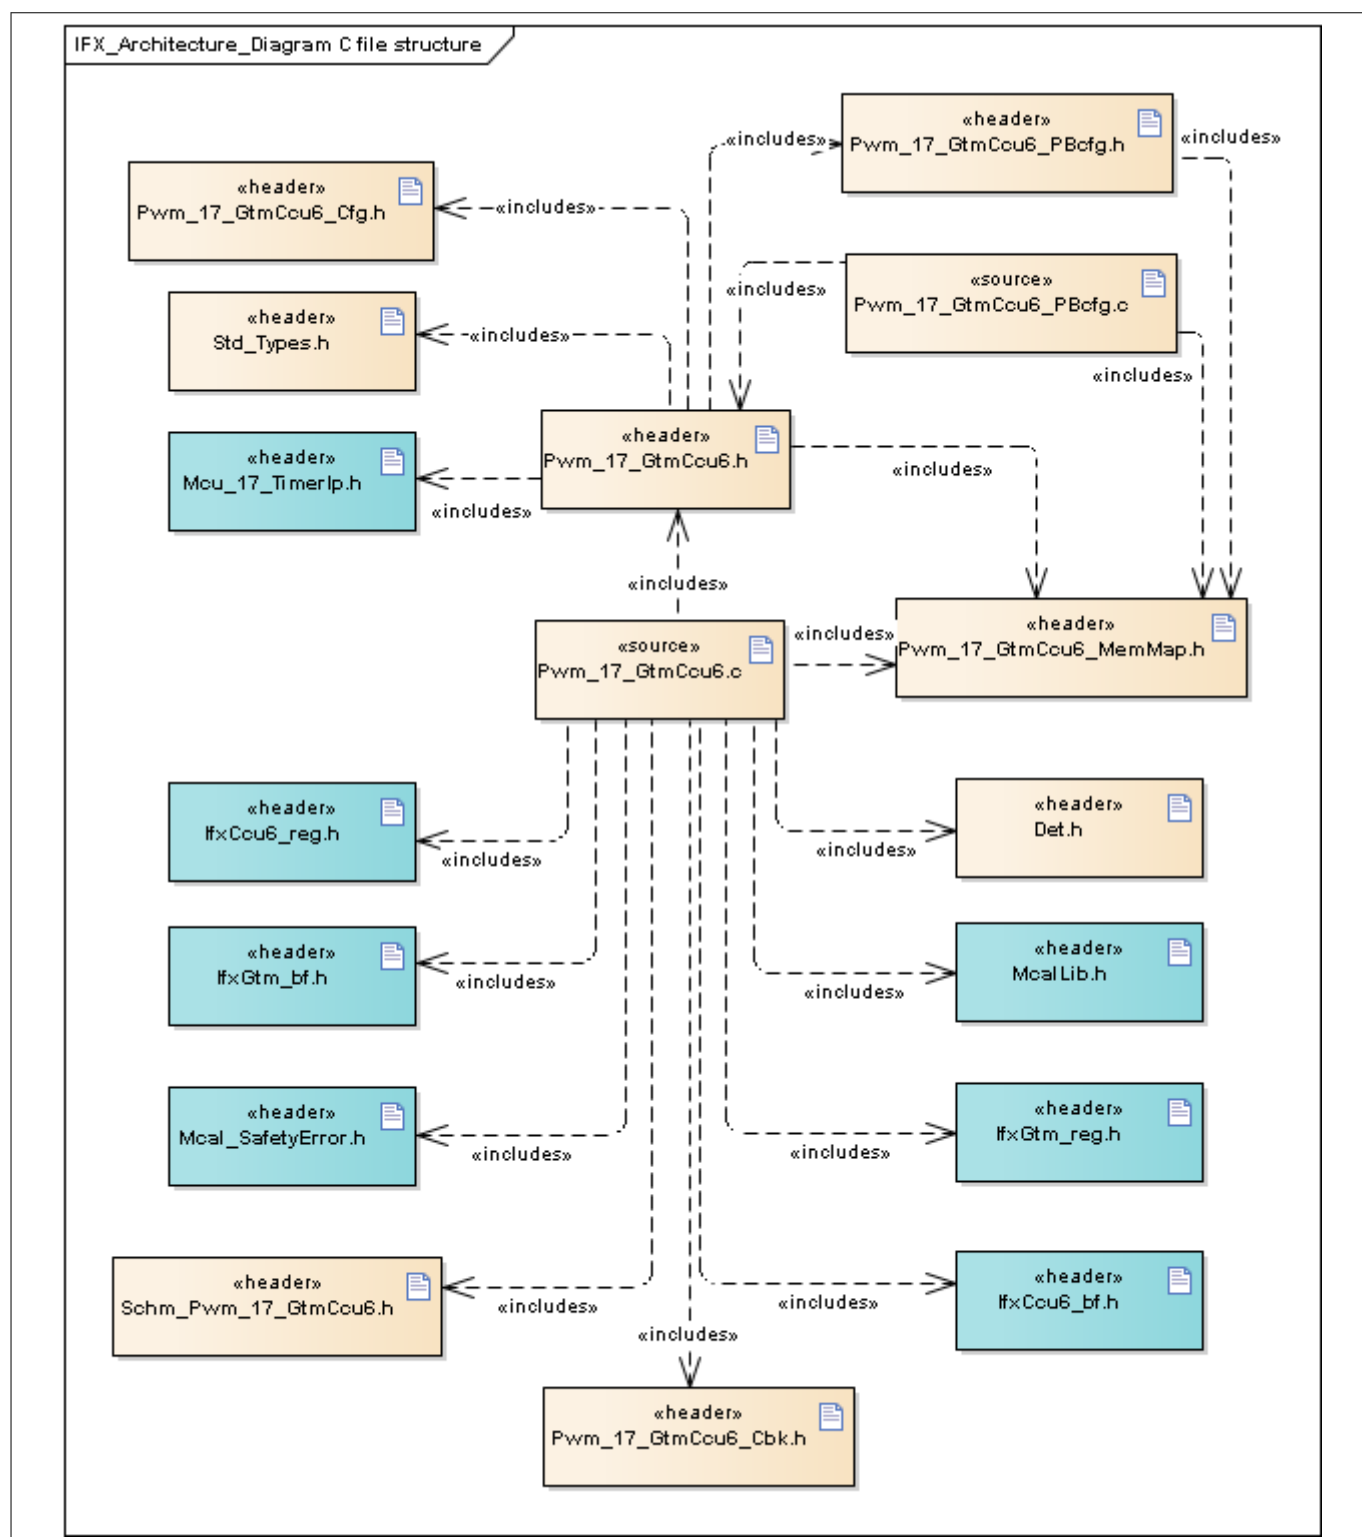 IFX_Architecture_Diagram C file structure
«header»
Pwm_17_GtmCcu6_PBcfg.h
«includes»
«includes»
«header»
Pwm_17_GtmCcu6_Cfg.h
«includes»
«source»
Pwm_17_GtmCcu6_PBcfg.c
«includes»
«header»
Std_Types.h
«includes»
«includes»
«header»
Pwm_17_GtmCcu6.h
«includes»
«header»
Mcu_17_TimerIp.h
«includes»
«includes»
«source»
Pwm_17_GtmCcu6.c
«includes»
«header»
Pwm_17_GtmCcu6_MemMap.h
«header»
IfxCcu6_reg.h
«includes»
«header»
Det.h
«includes»
«header»
IfxGtm_bf.h
«includes»
«header»
McalLib.h
«includes»
«header»
Mcal_SafetyError.h
«includes»
«header»
IfxGtm_reg.h
«includes»
«header»
Schm_Pwm_17_GtmCcu6.h
«includes»
«header»
IfxCcu6_bf.h
«includes»
«includes»
«header»
Pwm_17_GtmCcu6_Cbk.h